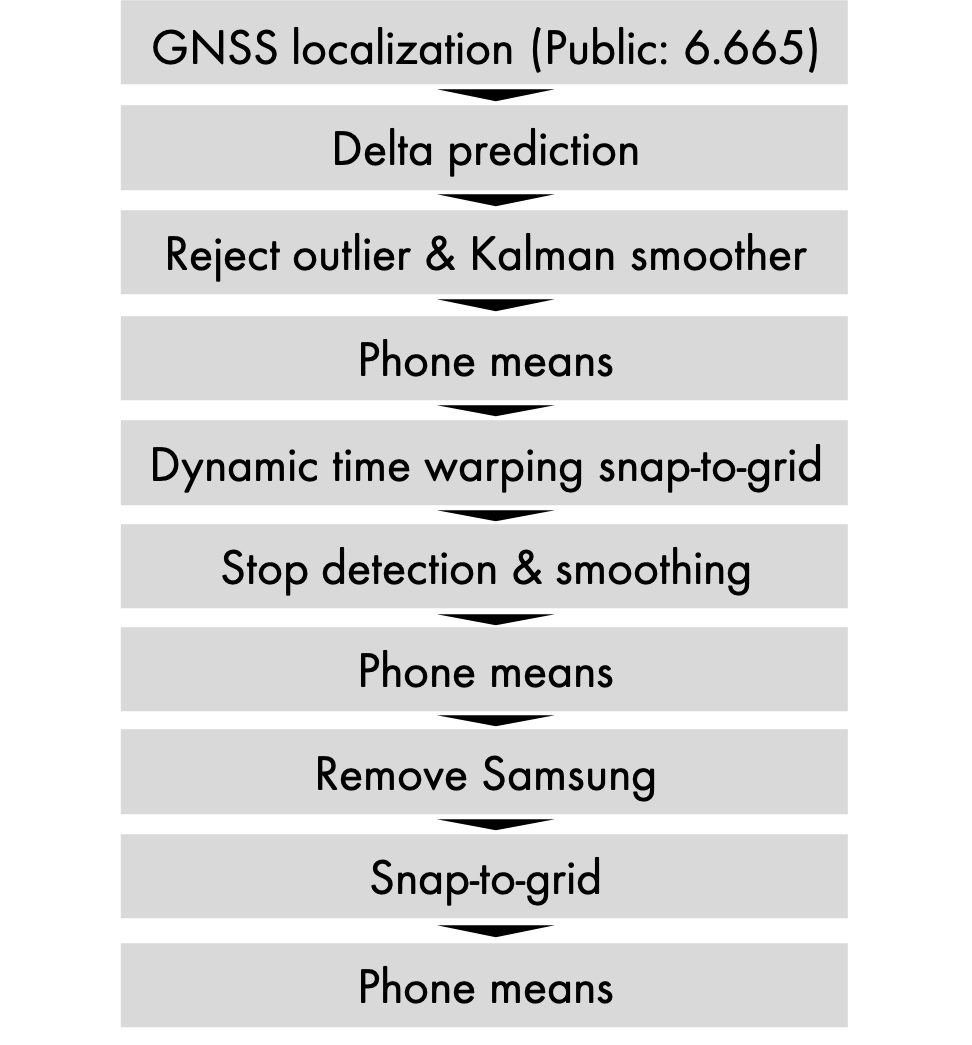 GNSS localization (Public: 6.665)
Delta prediction
Reject outlier & Kalman smoother
Phone means
Dynamic time warping snap-to-grid
Stop detection & smoothing
Phone means
Remove Samsung
Snap-to-grid
Phone means